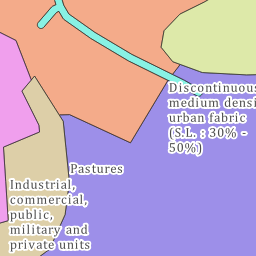 Discontinuous
medium densi
urban fabric
(S.L. : 30% -
50%)
Pastures
Industrial,
commercial,
public,
military and
private units